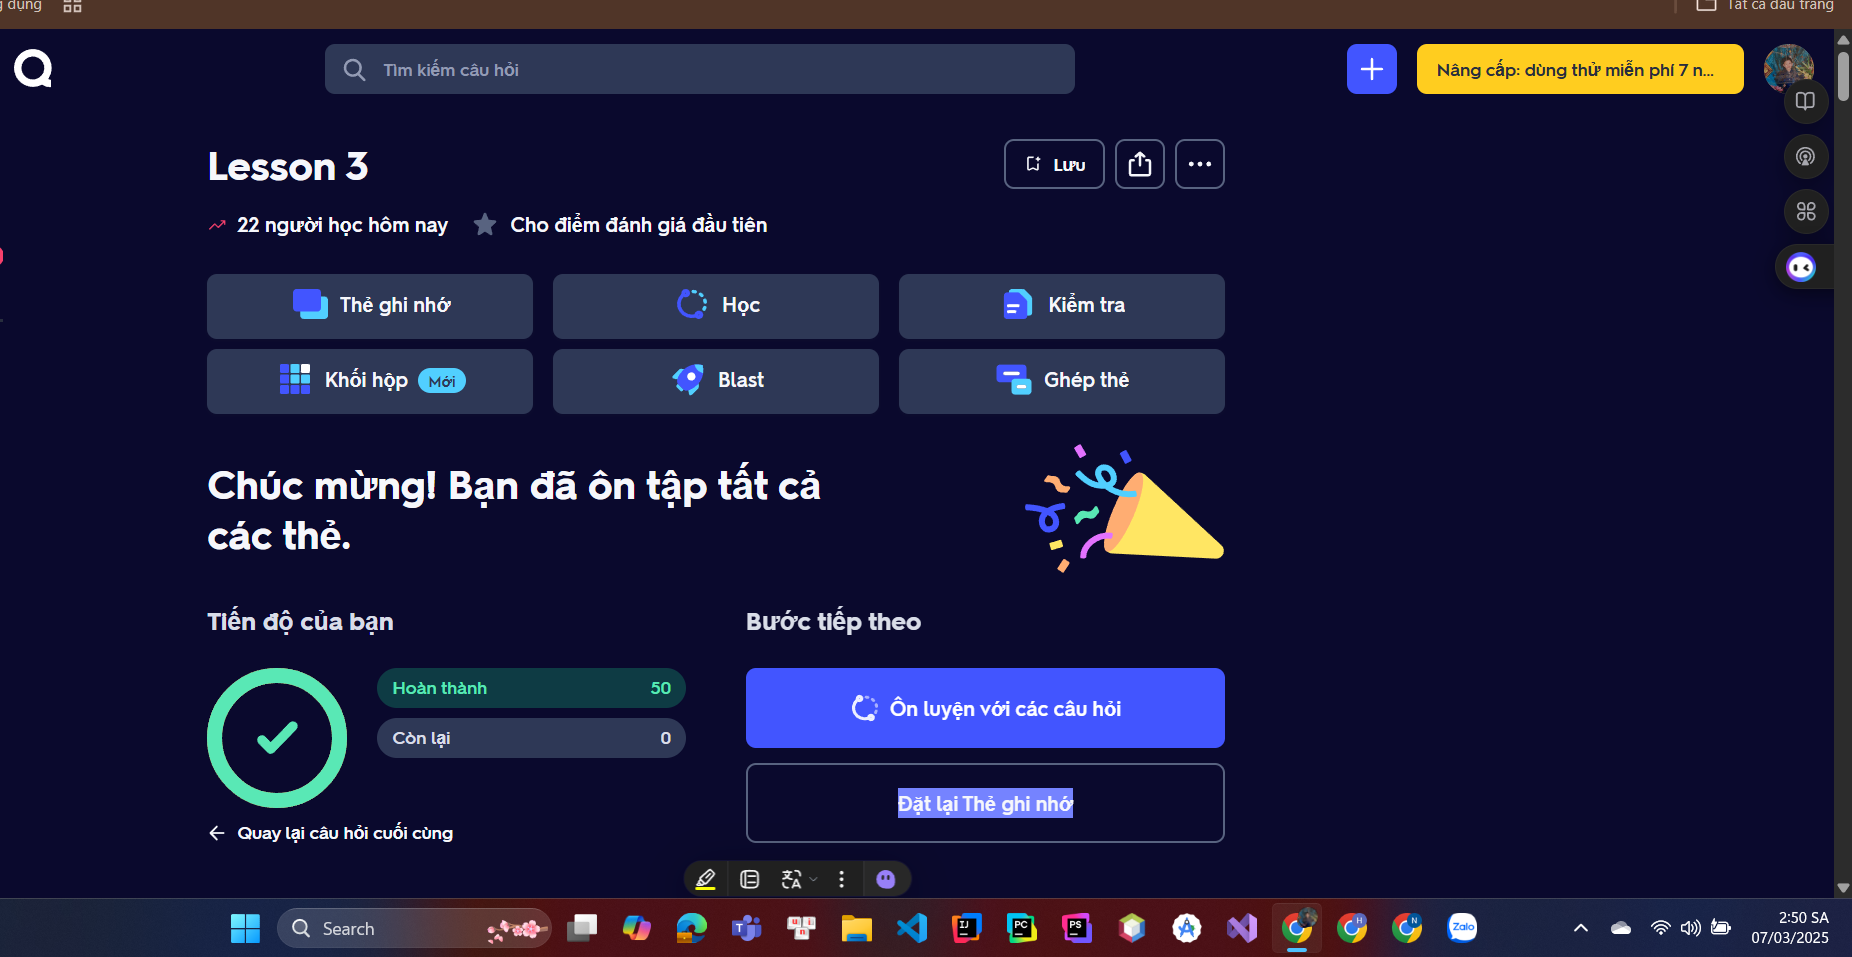 dụng
Tất cả dấu trang
Tìm kiếm câu hỏi
Nâng cấp: dùng thử miễn phí 7 n...
Lesson 3
Lưu
22 người học hôm nay
Cho điểm đánh giá đầu tiên
Thẻ ghi nhớ
Học
Kiểm tra
Khối hộp Mới
Blast
Ghép thẻ
Chúc mừng! Bạn đã ôn tập tất cả
các thẻ.
Tiến độ của bạn
Bước tiếp theo
Hoàn thành 50
Còn lại 0
Ôn luyện với các câu hỏi
Đặt lại Thẻ ghi nhớ
Quay lại câu hỏi cuối cùng
Search
Zalo
2:50 SA
07/03/2025